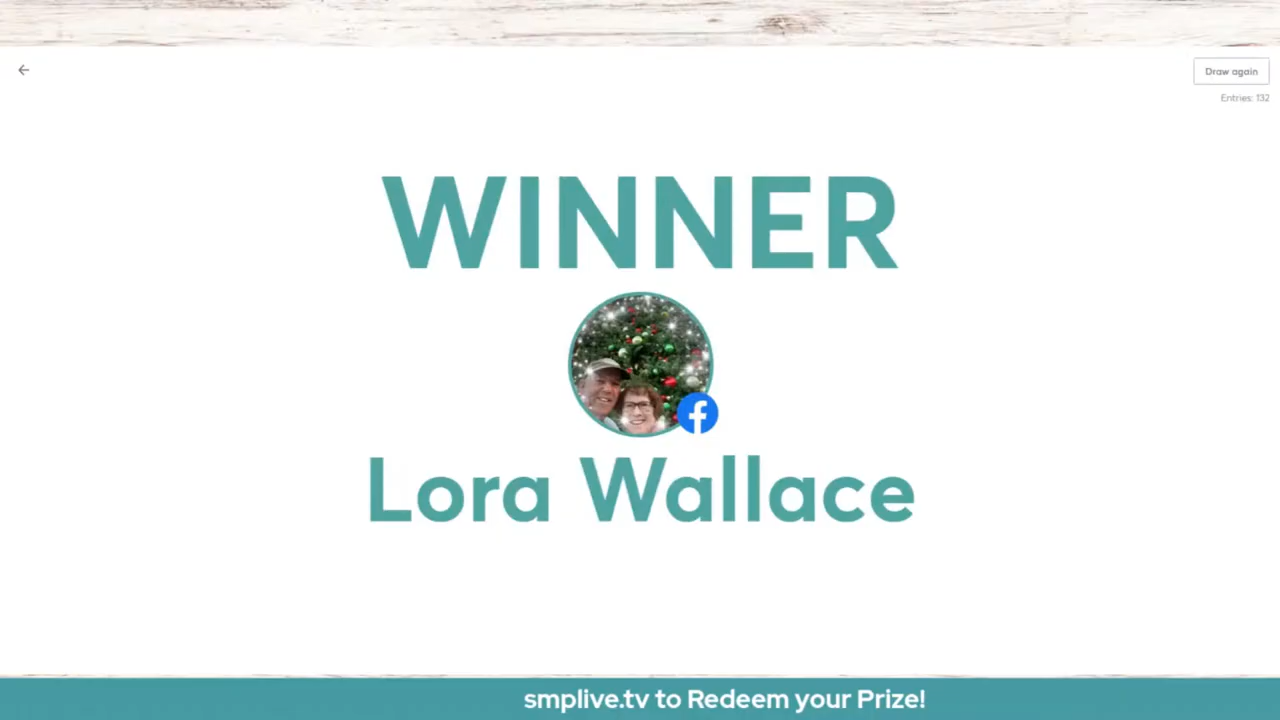 Draw again
Entries: 132
WINNER
Lora Wallace
smplive.tv to Redeem your Prize!